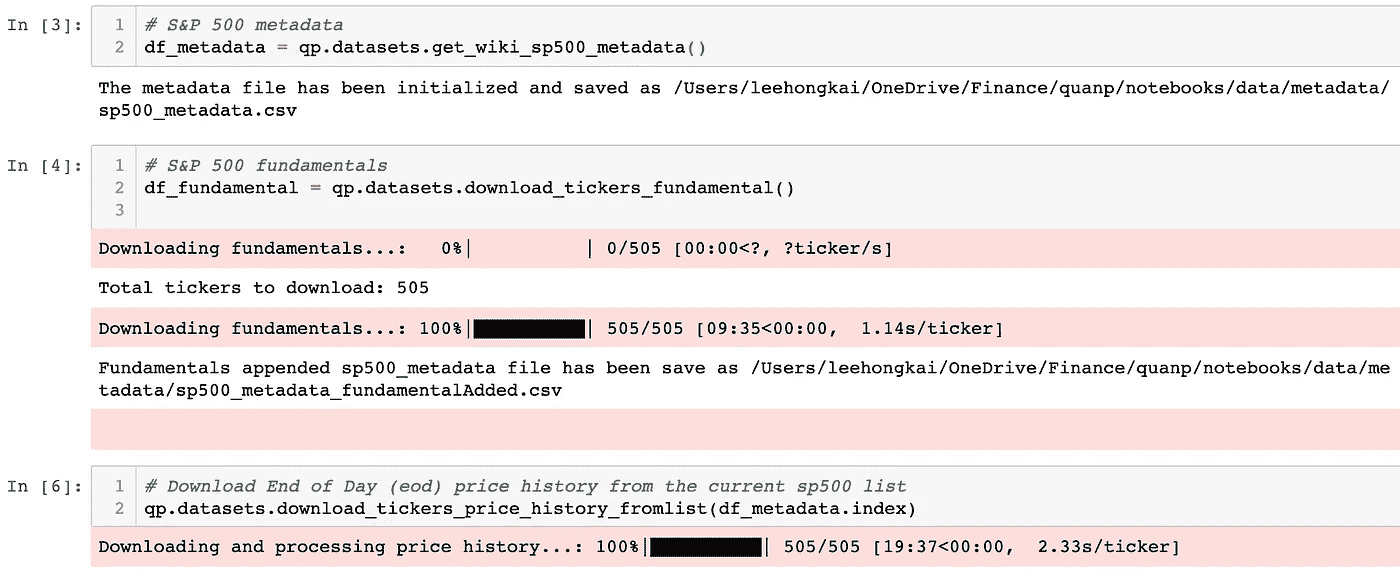 In [3]: 1 # S&P 500 metadata
2 df_metadata = qp.datasets.get_wiki_sp500_metadata()
The metadata file has been initialized and saved as /Users/leehongkai/OneDrive/Finance/quanp/notebooks/data/metadata/
sp500_metadata.csv
In [4]: 1 # S&P 500 fundamentals
2 df_fundamental = qp.datasets.download_tickers_fundamental()
3
Downloading fundamentals...:   0%|          | 0/505 [00:00<?, ?ticker/s]
Total tickers to download: 505
Downloading fundamentals...: 100%|██████████| 505/505 [09:35<00:00,  1.14s/ticker]
Fundamentals appended sp500_metadata file has been save as /Users/leehongkai/OneDrive/Finance/quanp/notebooks/data/me
tadata/sp500_metadata_fundamentalAdded.csv
In [6]: 1 # Download End of Day (eod) price history from the current sp500 list
2 qp.datasets.download_tickers_price_history_fromlist(df_metadata.index)
Downloading and processing price history...: 100%|██████████| 505/505 [19:37<00:00,  2.33s/ticker]